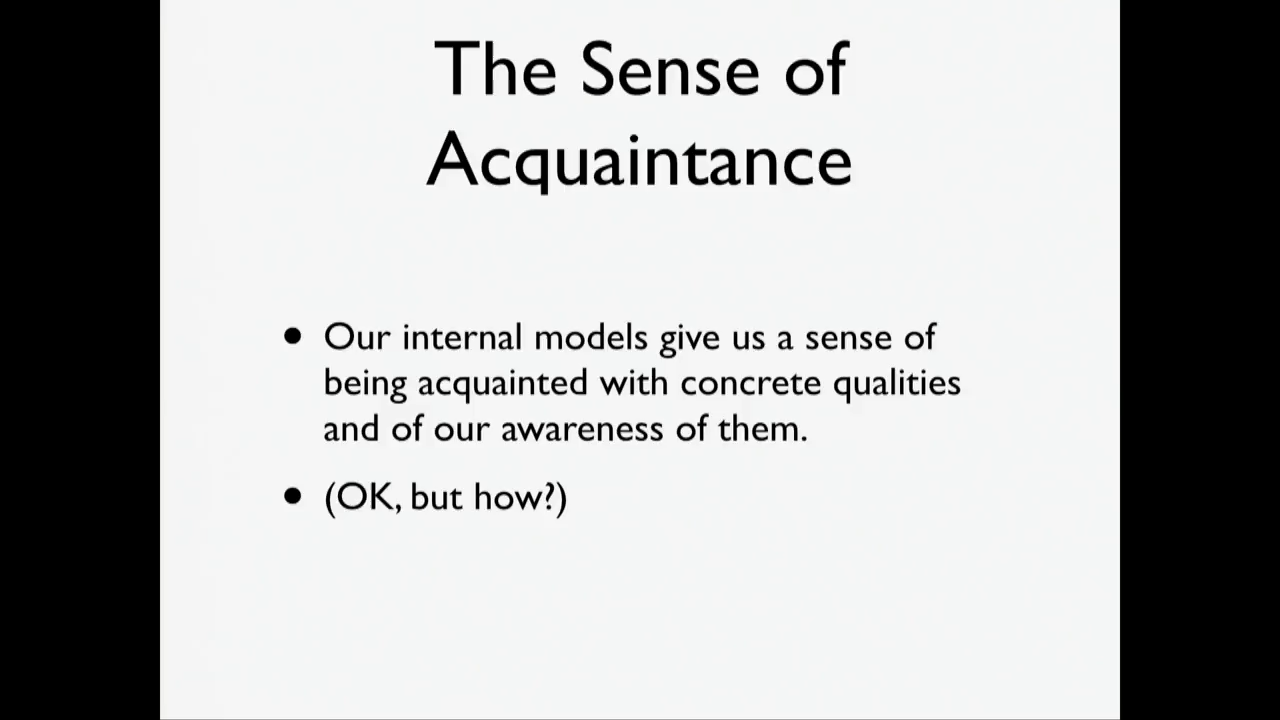 The Sense of
Acquaintance
• Our internal models give us a sense of
being acquainted with concrete qualities
and of our awareness of them.
• (OK, but how?)